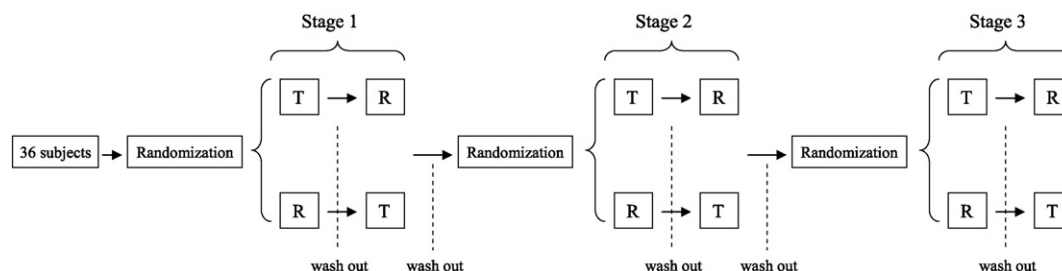 Stage 1 Stage 2 Stage 3
T R T R T R
36 subjects Randomization Randomization Randomization
R T R T R T
wash out wash out wash out wash out wash out